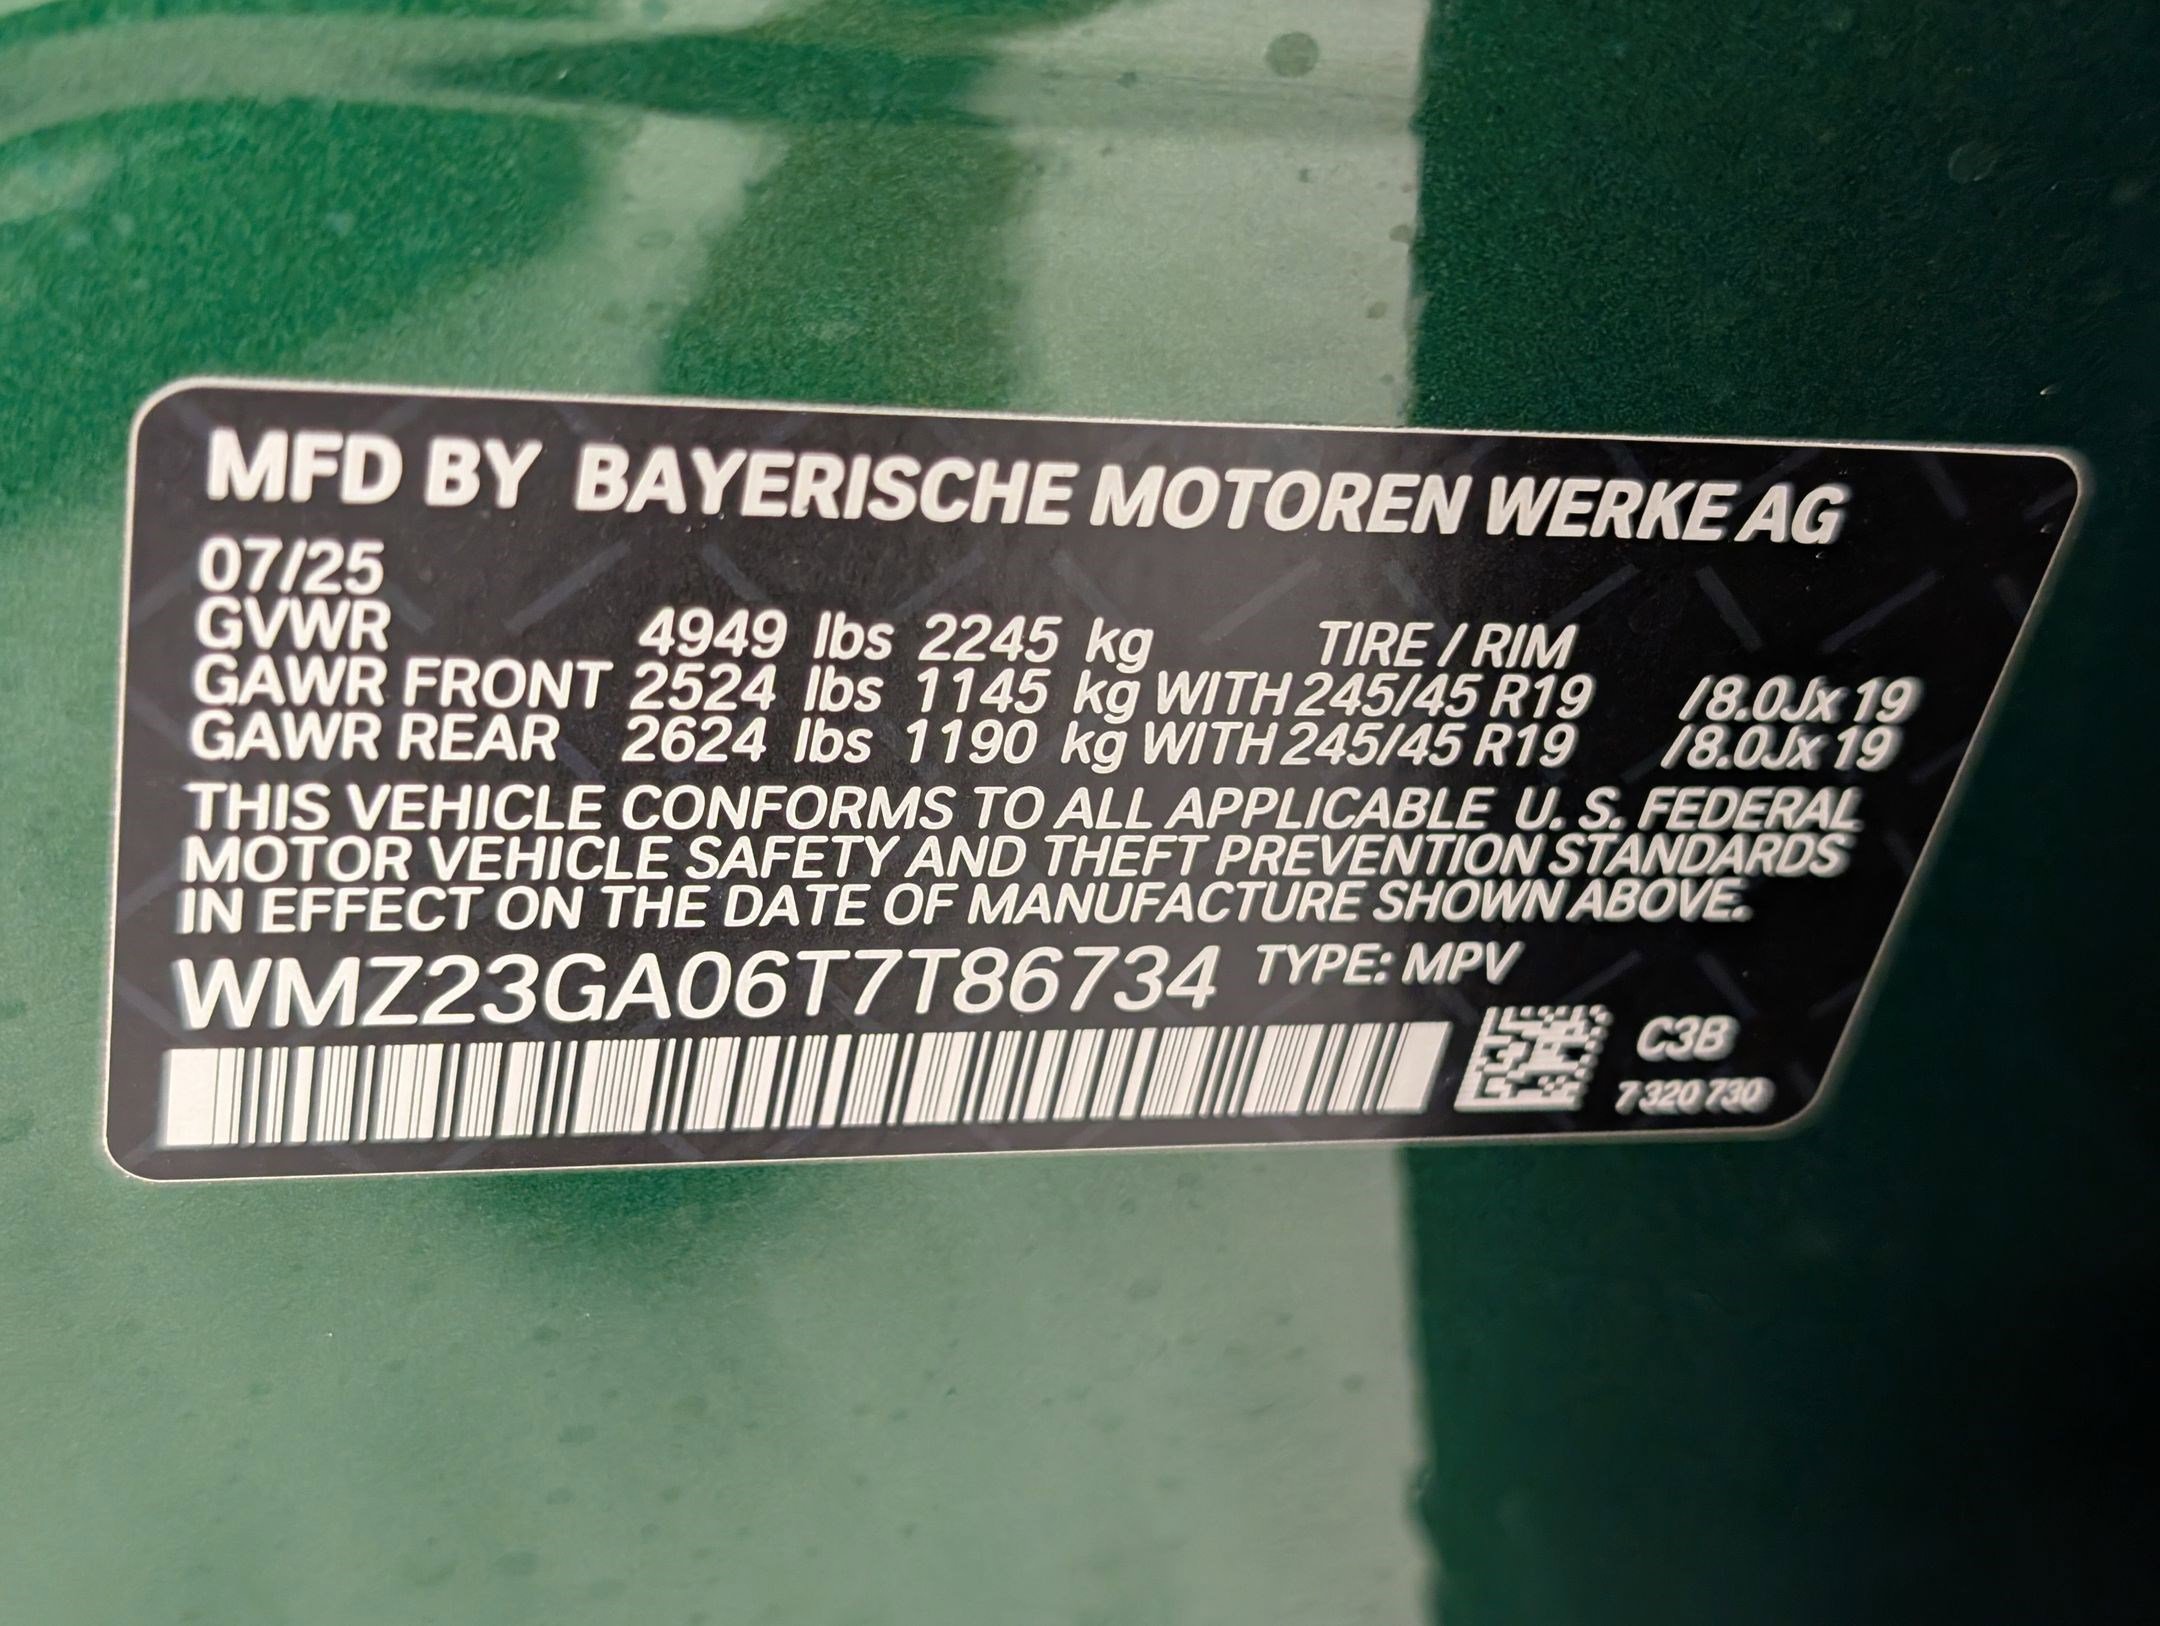 MFD BY BAYERISCHE MOTOREN WERKE AG
07/25
GVWR 4949 lbs 2245 kg TIRE / RIM
GAWR FRONT 2524 lbs 1145 kg WITH 245/45 R19 /8.0Jx 19
GAWR REAR 2624 lbs 1190 kg WITH 245/45 R19 /8.0Jx 19
THIS VEHICLE CONFORMS TO ALL APPLICABLE U. S. FEDERAL
MOTOR VEHICLE SAFETY AND THEFT PREVENTION STANDARDS
IN EFFECT ON THE DATE OF MANUFACTURE SHOWN ABOVE.
WMZ23GA06T7T86734 TYPE: MPV
C3B
7 320 730